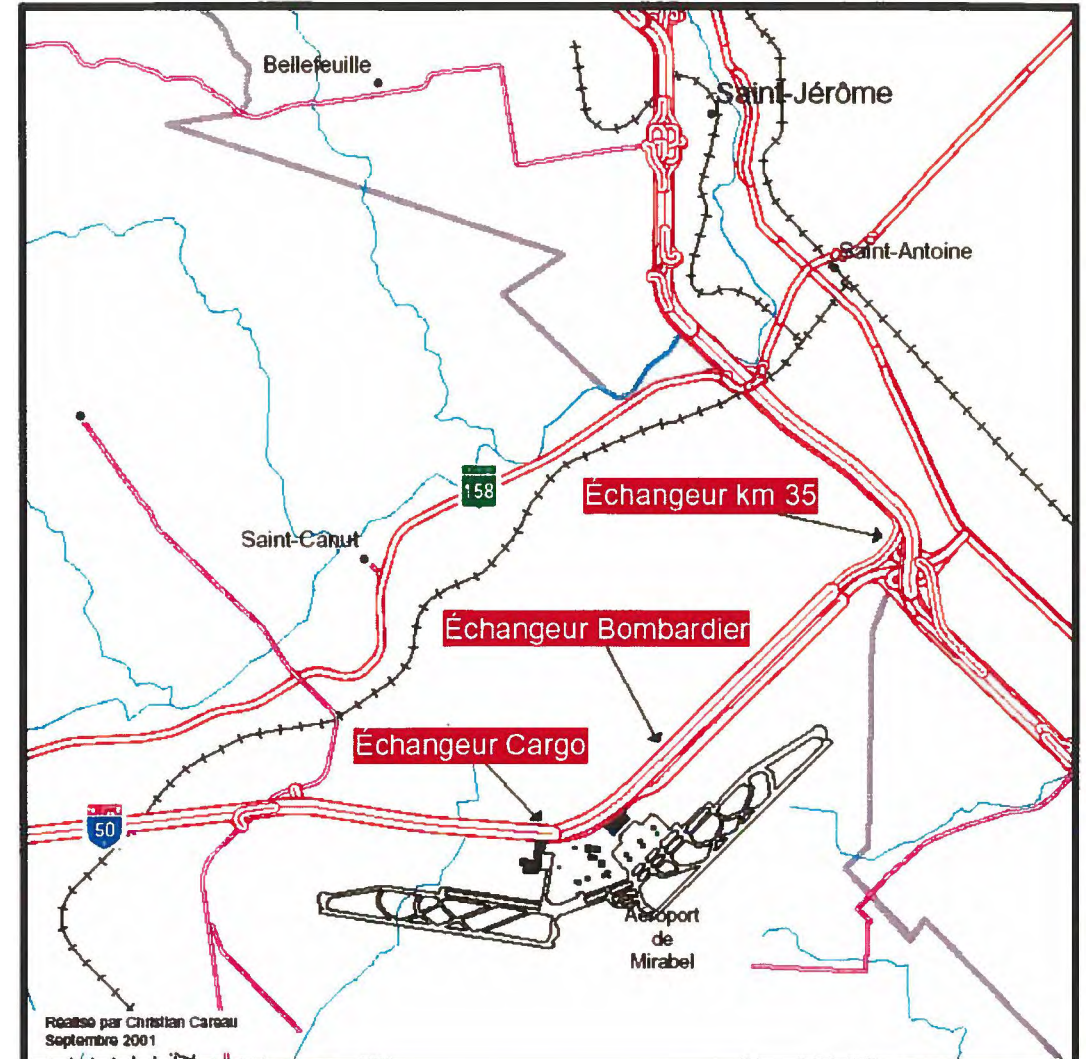 Bellefeuille
Saint-Jérôme
Saint-Antoine
158
Échangeur km 35
Saint-Canut
Échangeur Bombardier
Échangeur Cargo
50
Aéroport
de
Mirabel
Réalisé par Christian Careau
Septembre 2001